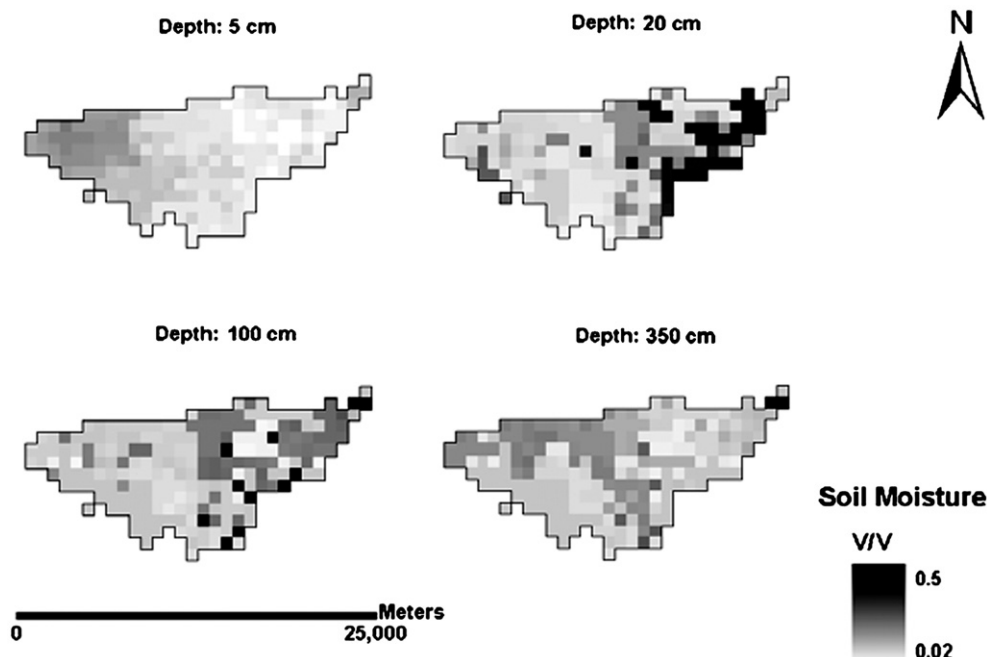 Depth: 5 cm
Depth: 20 cm
N
Depth: 100 cm
Depth: 350 cm
Soil Moisture
V/V
0.5
0.02
Meters
0
25,000